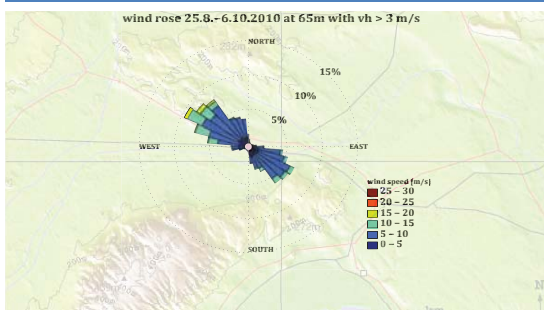 wind rose 25.8.-6.10.2010 at 65m with vh > 3 m/s
NORTH
15%
10%
5%
WEST
EAST
wind speed [m/s]
25 – 30
20 – 25
15 – 20
10 – 15
5 – 10
0 – 5
SOUTH
N